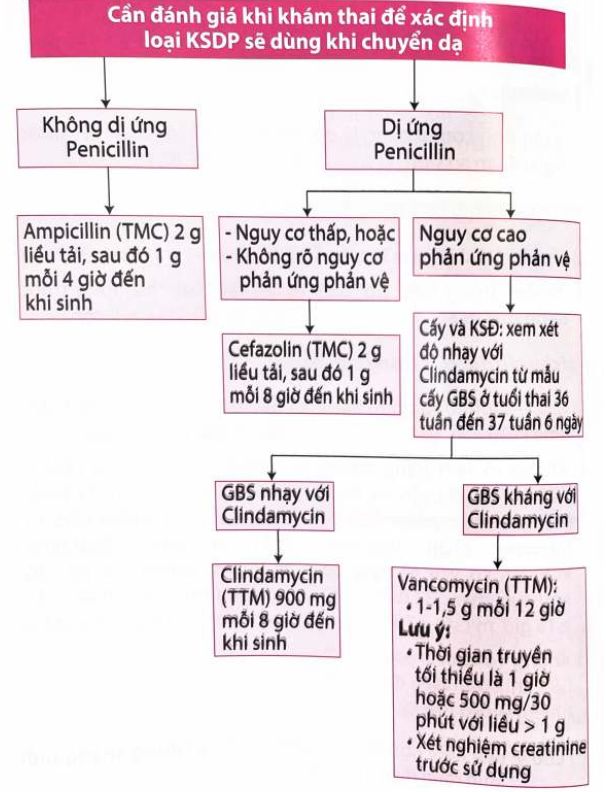 Cần đánh giá khi khám thai để xác định
loại KSDP sẽ dùng khi chuyển dạ
Không dị ứng
Penicillin
Dị ứng
Penicillin
Ampicillin (TMC) 2 g
liều tải, sau đó 1 g
mỗi 4 giờ đến
khi sinh
- Nguy cơ thấp, hoặc
- Không rõ nguy cơ
phản ứng phản vệ
Nguy cơ cao
phản ứng phản vệ
Cefazolin (TMC) 2 g
liều tải, sau đó 1 g
mỗi 8 giờ đến khi sinh
Cấy và KSĐ: xem xét
độ nhạy với
Clindamycin từ mẫu
cấy GBS ở tuổi thai 36
tuần đến 37 tuần 6 ngày
GBS nhạy với
Clindamycin
GBS kháng với
Clindamycin
Clindamycin
(TTM) 900 mg
mỗi 8 giờ đến
khi sinh
Vancomycin (TTM):
• 1-1,5 g mỗi 12 giờ
Lưu ý:
• Thời gian truyền
tối thiểu là 1 giờ
hoặc 500 mg/30
phút với liều > 1 g
• Xét nghiệm creatinine
trước sử dụng